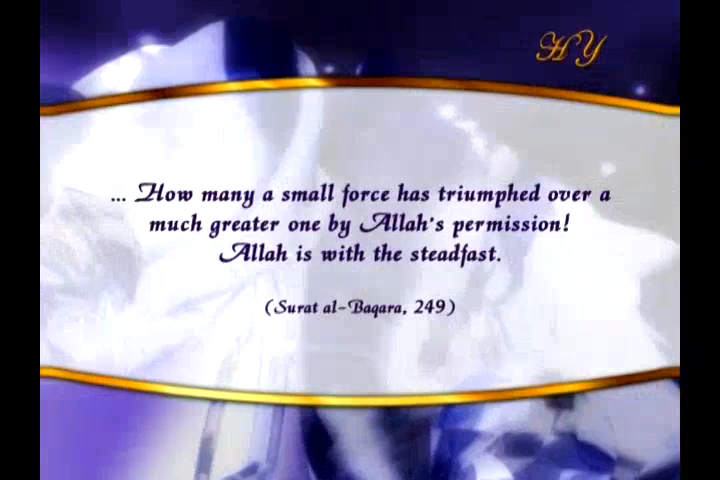 HY
... How many a small force has triumphed over a
much greater one by Allah's permission!
Allah is with the steadfast.
(Surat al-Baqara, 249)